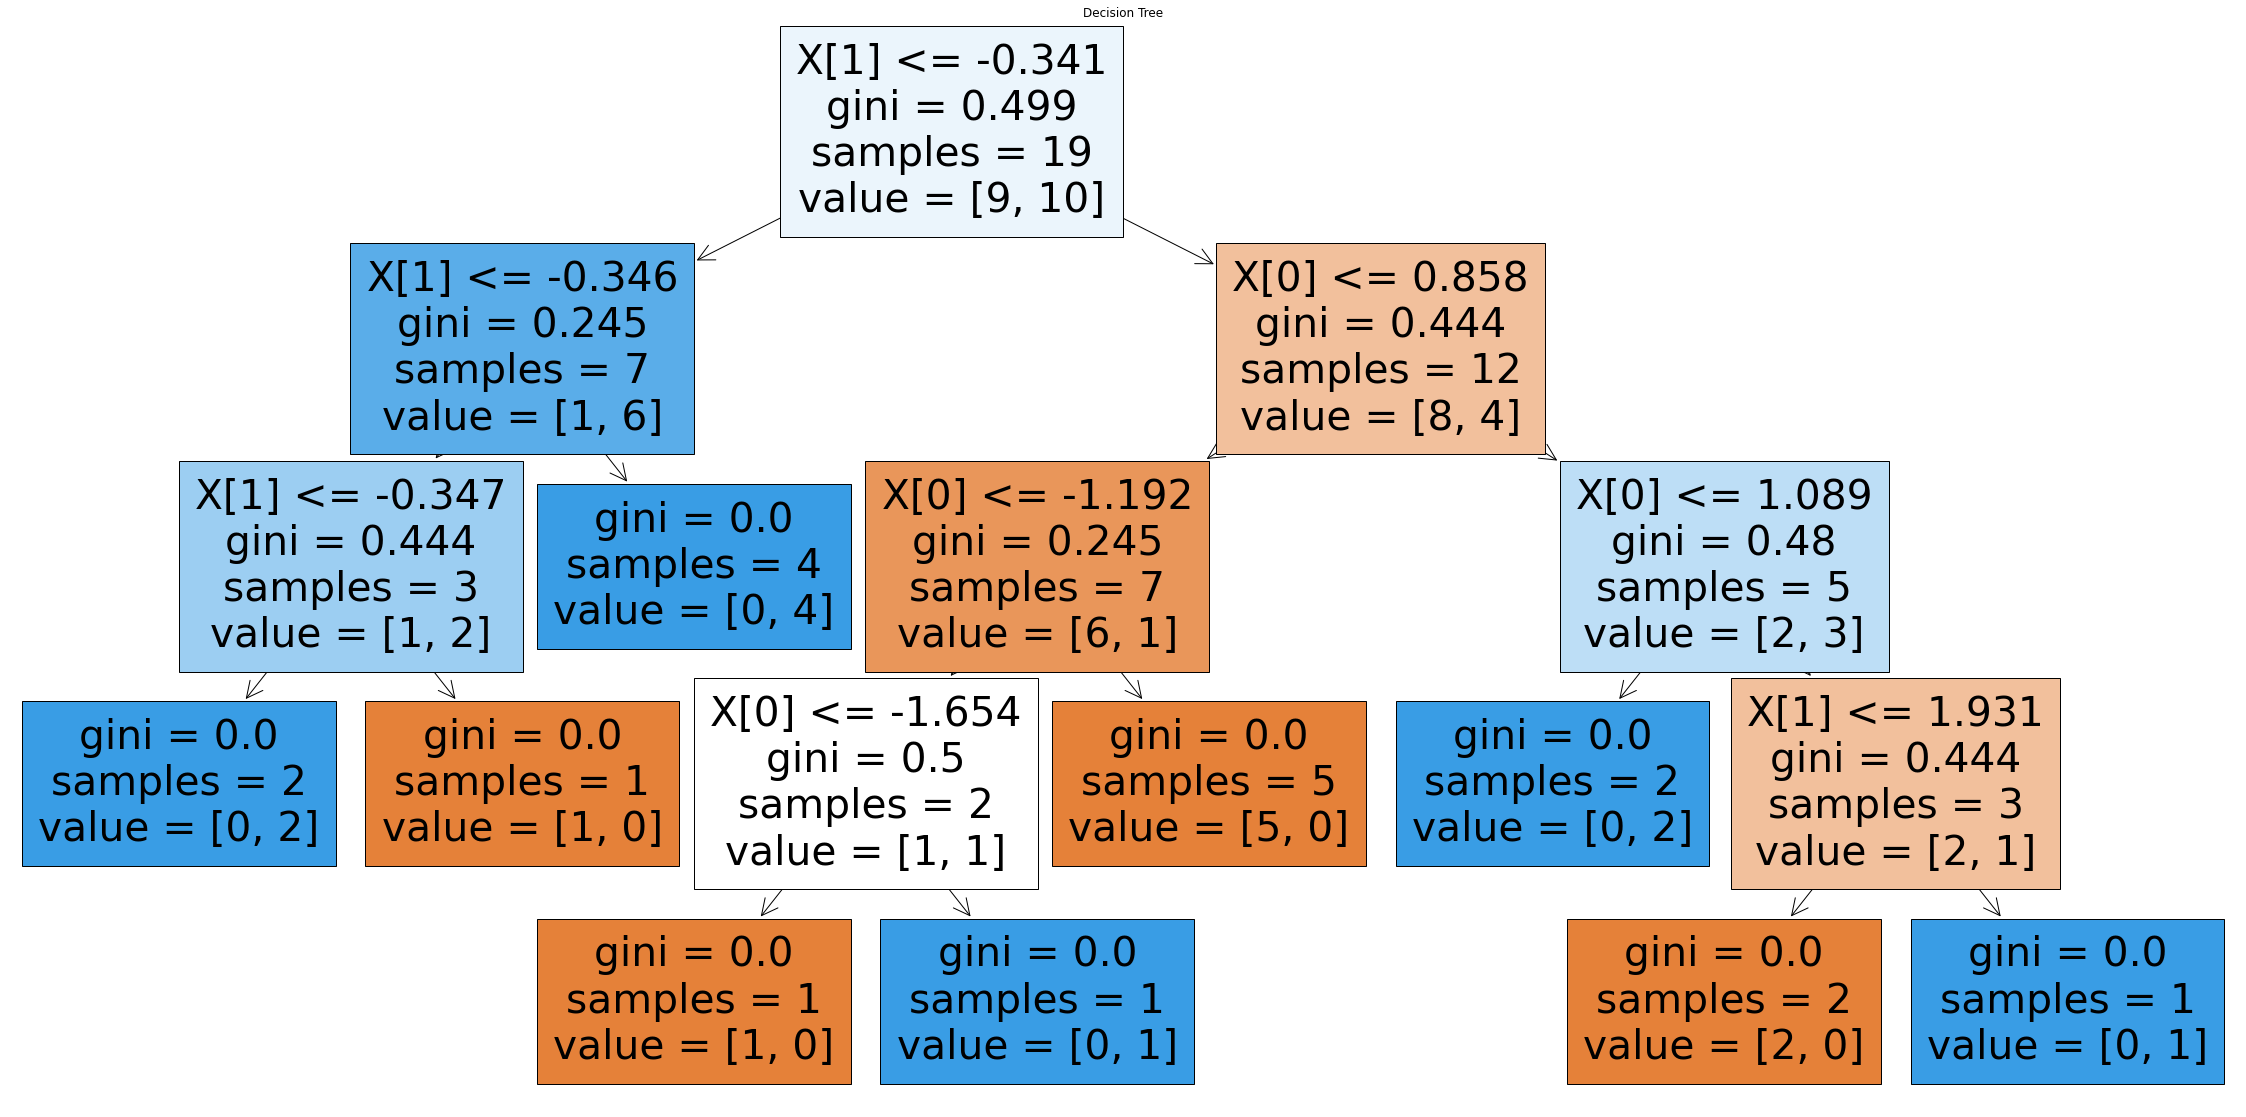 Decision Tree
X[1] <= -0.341
gini = 0.499
samples = 19
value = [9, 10]
X[1] <= -0.346
gini = 0.245
samples = 7
value = [1, 6]
X[0] <= 0.858
gini = 0.444
samples = 12
value = [8, 4]
X[1] <= -0.347
gini = 0.444
samples = 3
value = [1, 2]
gini = 0.0
samples = 4
value = [0, 4]
X[0] <= -1.192
gini = 0.245
samples = 7
value = [6, 1]
X[0] <= 1.089
gini = 0.48
samples = 5
value = [2, 3]
gini = 0.0
samples = 2
value = [0, 2]
gini = 0.0
samples = 1
value = [1, 0]
X[0] <= -1.654
gini = 0.5
samples = 2
value = [1, 1]
gini = 0.0
samples = 5
value = [5, 0]
gini = 0.0
samples = 2
value = [0, 2]
X[1] <= 1.931
gini = 0.444
samples = 3
value = [2, 1]
gini = 0.0
samples = 1
value = [1, 0]
gini = 0.0
samples = 1
value = [0, 1]
gini = 0.0
samples = 2
value = [2, 0]
gini = 0.0
samples = 1
value = [0, 1]